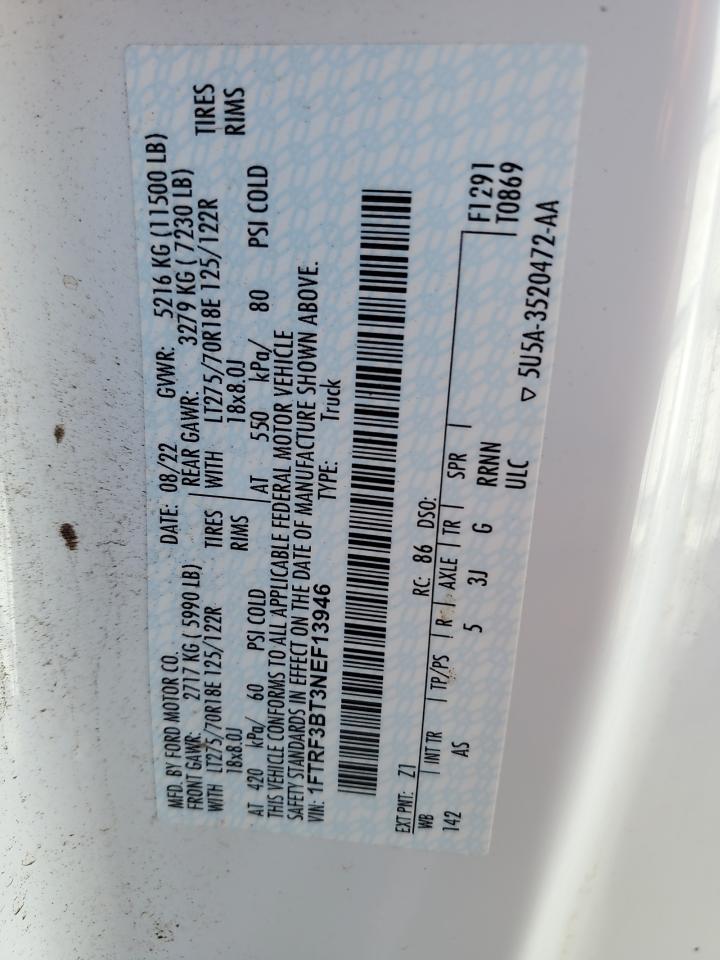 MFD. BY FORD MOTOR CO. DATE: 08/22 GVWR: 5216 KG (11500 LB)
FRONT GAWR: 2717 KG ( 5990 LB) REAR GAWR: 3279 KG ( 7230 LB)
WITH LT275/70R18E 125/122R TIRES WITH LT275/70R18E 125/122R TIRES
18x8.0J RIMS 18x8.0J RIMS
AT 420 kPa/ 60 PSI COLD AT 550 kPa/ 80 PSI COLD
THIS VEHICLE CONFORMS TO ALL APPLICABLE FEDERAL MOTOR VEHICLE
SAFETY STANDARDS IN EFFECT ON THE DATE OF MANUFACTURE SHOWN ABOVE.
VIN: 1FTRF3BT3NEF13946 TYPE: Truck
EXT PNT: Z1 RC: 86 DSO: F1291
WB INT TR TP/PS R AXLE TR SPR T0869
142 AS 5 3J G RRNN
ULC
▽ 5U5A-3520472-AA